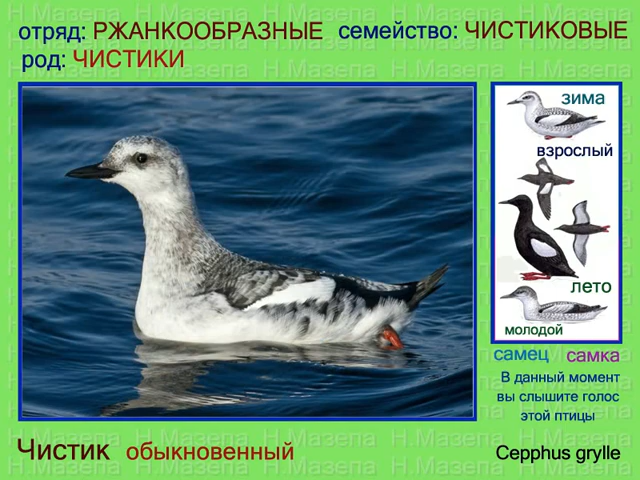 отряд: РЖАНКООБРАЗНЫЕ семейство: ЧИСТИКОВЫЕ
род: ЧИСТИКИ
зима
взрослый
лето
молодой
самец самка
В данный момент
вы слышите голос
этой птицы
Чистик обыкновенный
Cepphus grylle
Н.Мазепа